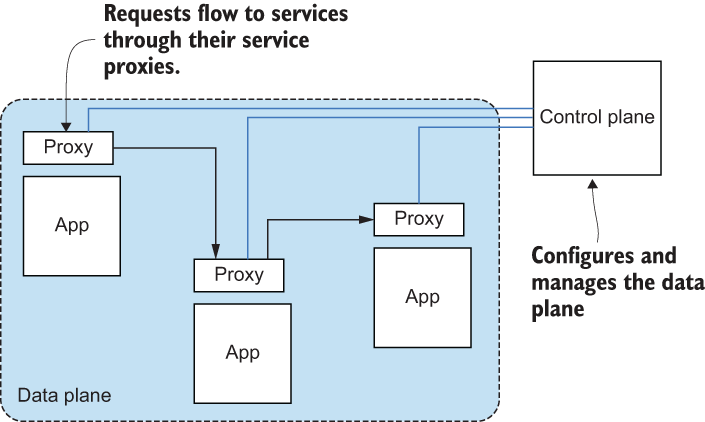 Requests flow to services
through their service
proxies.
Control plane
Proxy
App
Proxy
Proxy
App
App
Configures and
manages the data
plane
Data plane